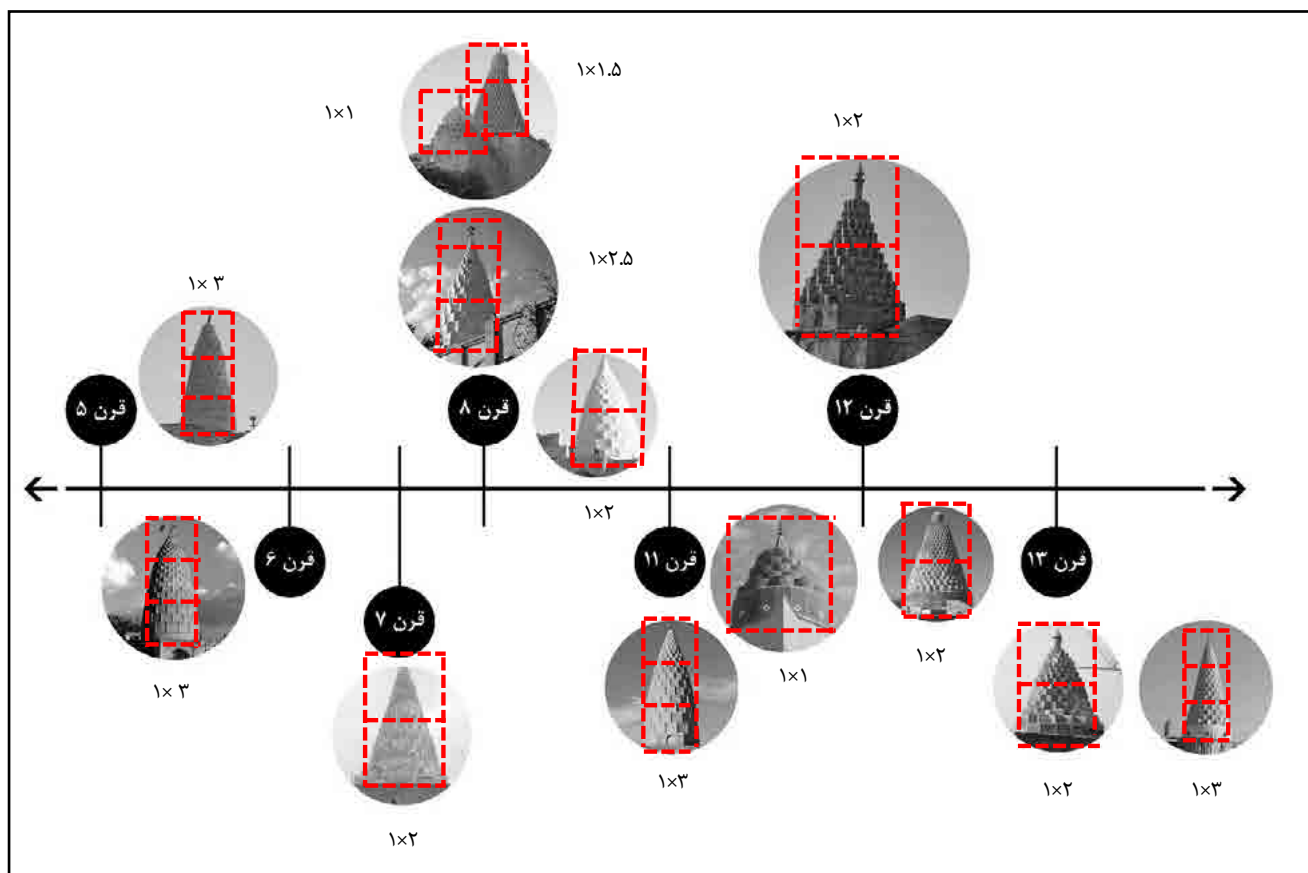 ۱×۱.۵
۱×۱
۱×۲
۱×۲.۵
۱× ۳
قرن ۵
قرن ۸
قرن ۱۲
۱×۲
قرن ۶
قرن ۷
قرن ۱۱
قرن ۱۳
۱× ۳
۱×۱
۱×۲
۱×۳
۱×۲
۱×۳
۱×۲